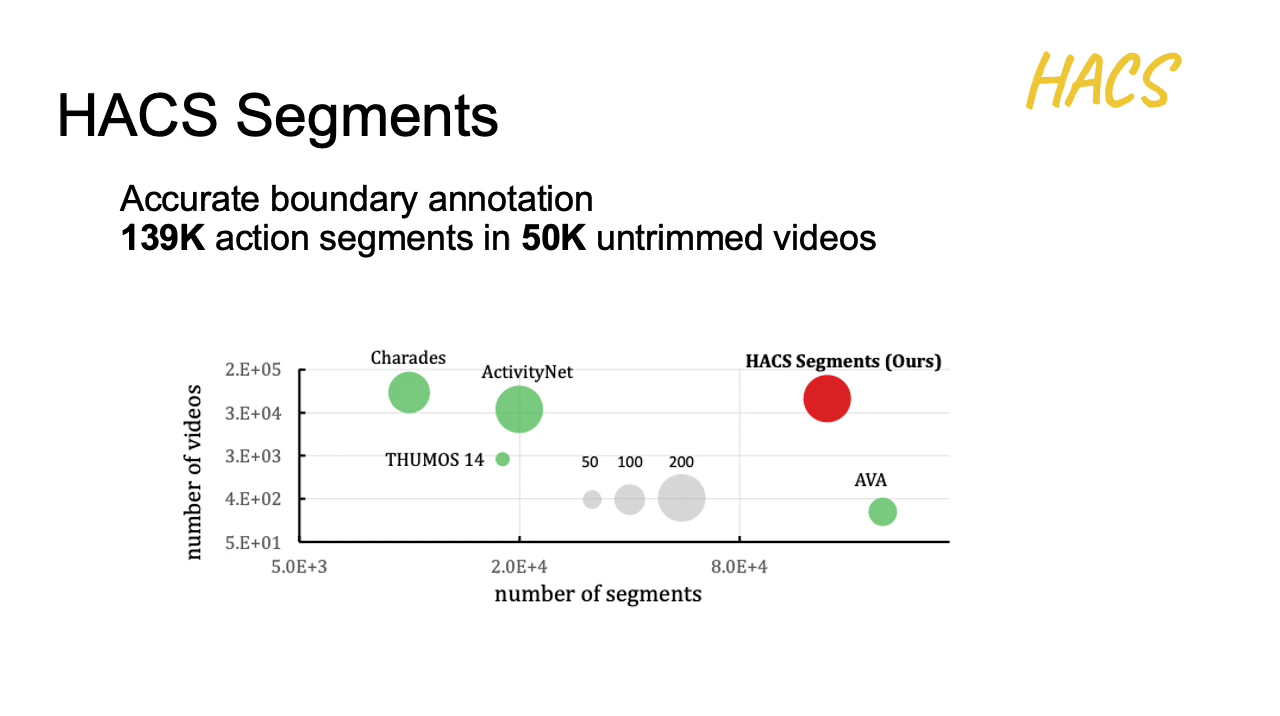 HACS
HACS Segments
Accurate boundary annotation
139K action segments in 50K untrimmed videos
Charades
ActivityNet
HACS Segments (Ours)
2.E+05
3.E+04
3.E+03
4.E+02
5.E+01
number of videos
THUMOS 14
50 100 200
AVA
5.0E+3 2.0E+4 8.0E+4
number of segments